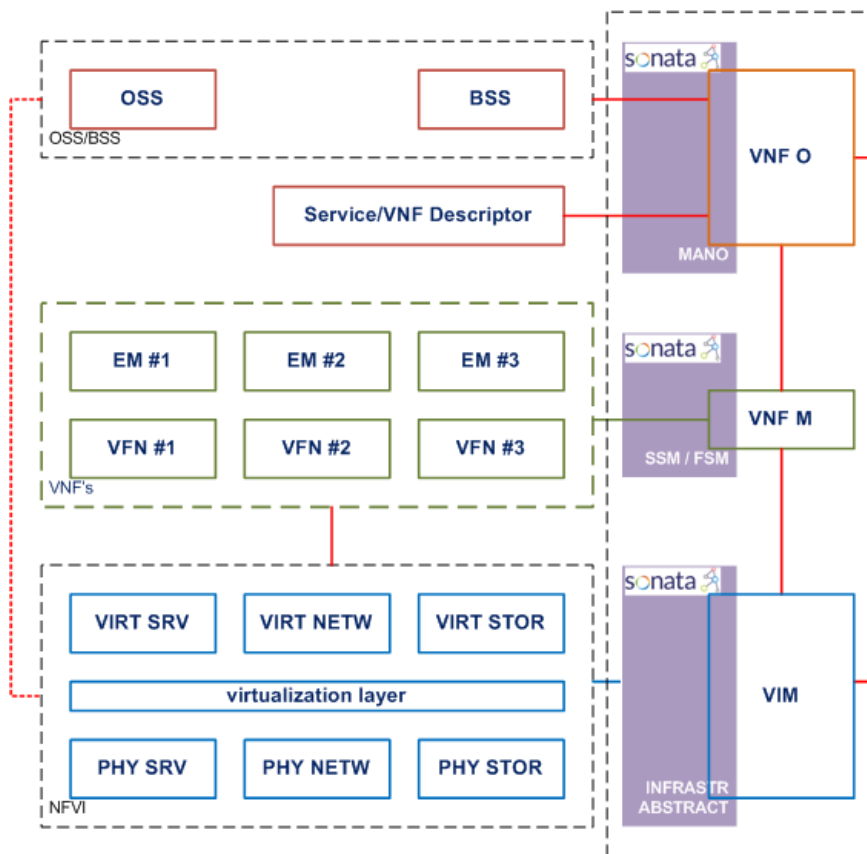 sonata
OSS
BSS
OSS/BSS
VNF O
Service/VNF Descriptor
MANO
EM #1
EM #2
EM #3
sonata
VNF M
VFN #1
VFN #2
VFN #3
SSM / FSM
VNF's
sonata
VIRT SRV
VIRT NETW
VIRT STOR
virtualization layer
VIM
PHY SRV
PHY NETW
PHY STOR
INFRASTR
ABSTRACT
NFVI